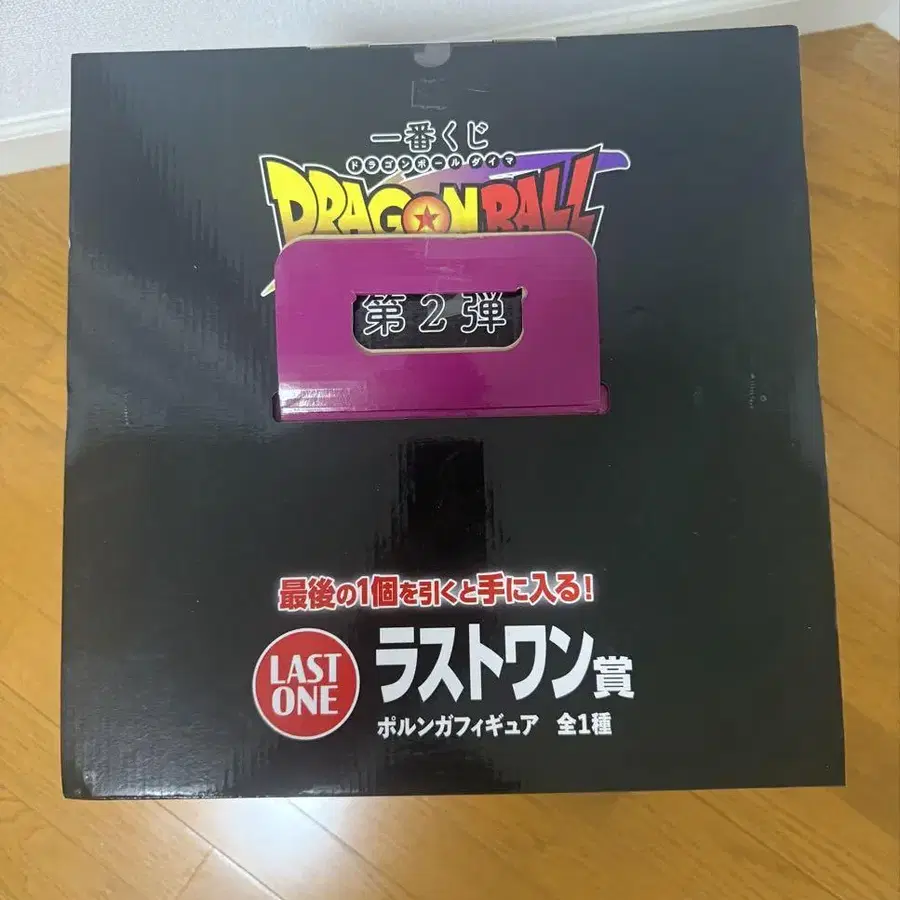 一番くじ
ドラゴンボールダイマ
DRAGON BALL
第2弾
最後の1個を引くと手に入る!
LAST ONE
ラストワン賞
ポルンガフィギュア 全1種